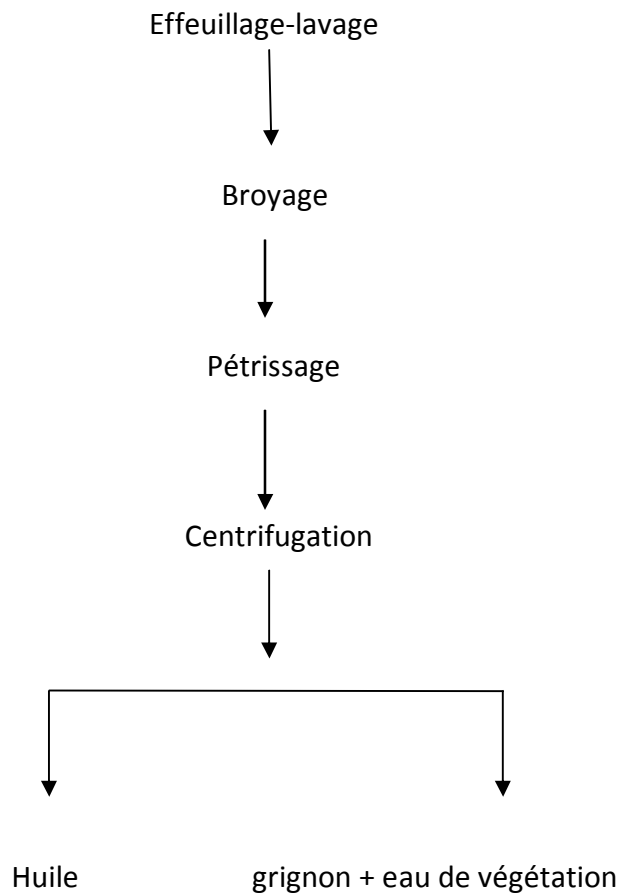 Effeuillage-lavage
Broyage
Pétrissage
Centrifugation
Huile grignon + eau de végétation